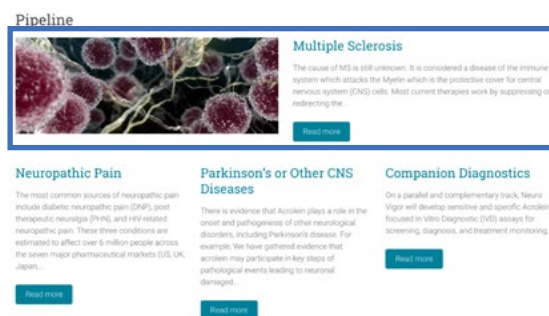 Pipeline
Multiple Sclerosis
The cause of MS is still unknown. It is considered a disease of the immune
system which attacks the Myelin which is the protective cover for central
nervous system (CNS) cells. Most current therapies work by suppressing or
redirecting the...
Read more
Neuropathic Pain
The most common sources of neuropathic pain
include diabetic neuropathic pain (DNP), post
therapeutic neuralgia (PHN), and HIV-related
neuropathic pain. These three conditions are
estimated to affect over 6 million people across
the seven major pharmaceutical markets (US, UK,
Japan,...
Read more
Parkinson's or Other CNS
Diseases
There is evidence that Acrolein plays a role in the
onset and pathogenesis of other neurological
disorders, including Parkinson's disease. For
example, We have gathered evidence that
acrolein may participate in key steps of
pathological events leading to neuronal
damaged...
Read more
Companion Diagnostics
On a parallel and complementary track, Neuro
Vigor will develop sensitive and specific Acrolein
focused in Vitro Diagnostic (IVD) assays for
screening, diagnosis, and treatment monitoring.
Read more